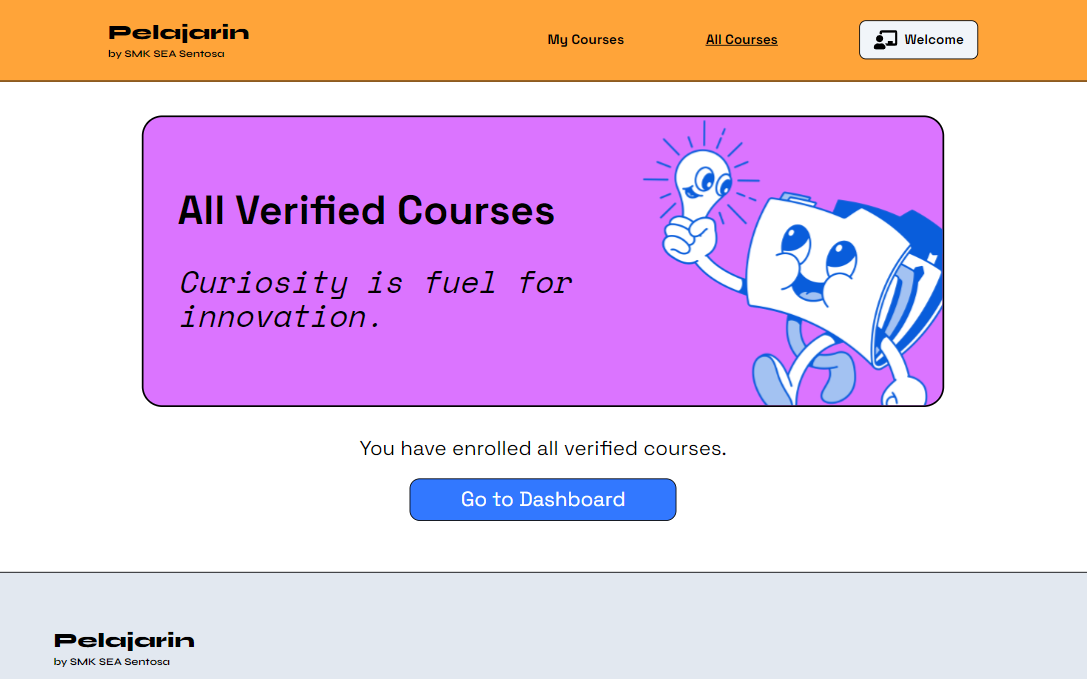 Pelajarin
by SMK SEA Sentosa
My Courses
All Courses
Welcome
All Verified Courses
Curiosity is fuel for
innovation.
You have enrolled all verified courses.
Go to Dashboard
Pelajarin
by SMK SEA Sentosa